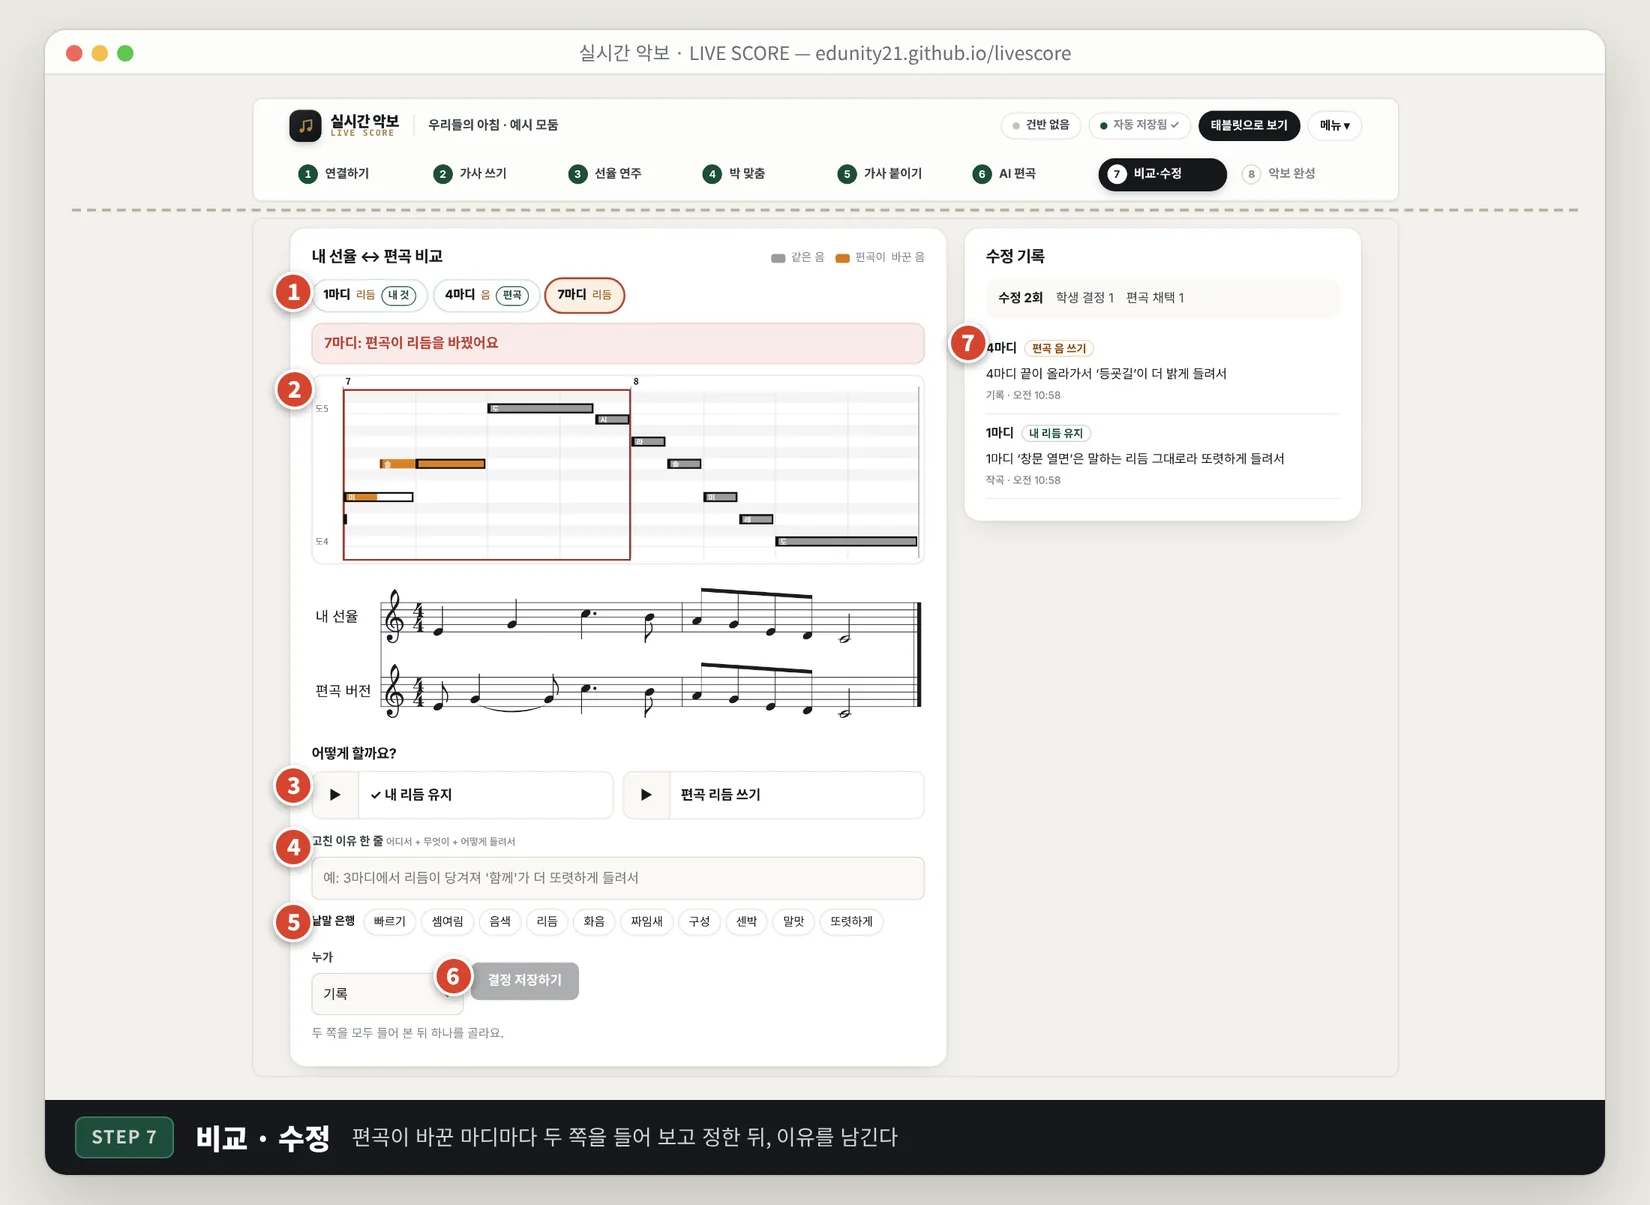 실시간 악보 · LIVE SCORE — edunity21.github.io/livescore
실시간 악보
LIVE SCORE
우리들의 아침 · 예시 모둠
건반 없음
자동 저장됨 ✓
태블릿으로 보기
메뉴 ▾
1 연결하기
2 가사 쓰기
3 선율 연주
4 박 맞춤
5 가사 붙이기
6 AI 편곡
7 비교·수정
8 악보 완성
내 선율 ↔ 편곡 비교
같은 음
편곡이 바꾼 음
1
1마디 리듬 내 것
4마디 음 편곡
7마디 리듬
7마디: 편곡이 리듬을 바꿨어요
2
7
8
도5
도
시
라
솔
솔
미
미
레
도4
도
내 선율
편곡 버전
어떻게 할까요?
3
▶ ✓ 내 리듬 유지
▶ 편곡 리듬 쓰기
4
고친 이유 한 줄 어디서 + 무엇이 + 어떻게 들려서
예: 3마디에서 리듬이 당겨져 '함께'가 더 또렷하게 들려서
5
낱말 은행 빠르기 셈여림 음색 리듬 화음 짜임새 구성 센박 말맛 또렷하게
누가
기록
6
결정 저장하기
두 쪽을 모두 들어 본 뒤 하나를 골라요.
수정 기록
수정 2회 학생 결정 1 편곡 채택 1
7
4마디 편곡 음 쓰기
4마디 끝이 올라가서 ‘등굣길’이 더 밝게 들려서
기록 · 오전 10:58
1마디 내 리듬 유지
1마디 ‘창문 열면’은 말하는 리듬 그대로라 또렷하게 들려서
작곡 · 오전 10:58
STEP 7
비교 · 수정
편곡이 바꾼 마디마다 두 쪽을 들어 보고 정한 뒤, 이유를 남긴다